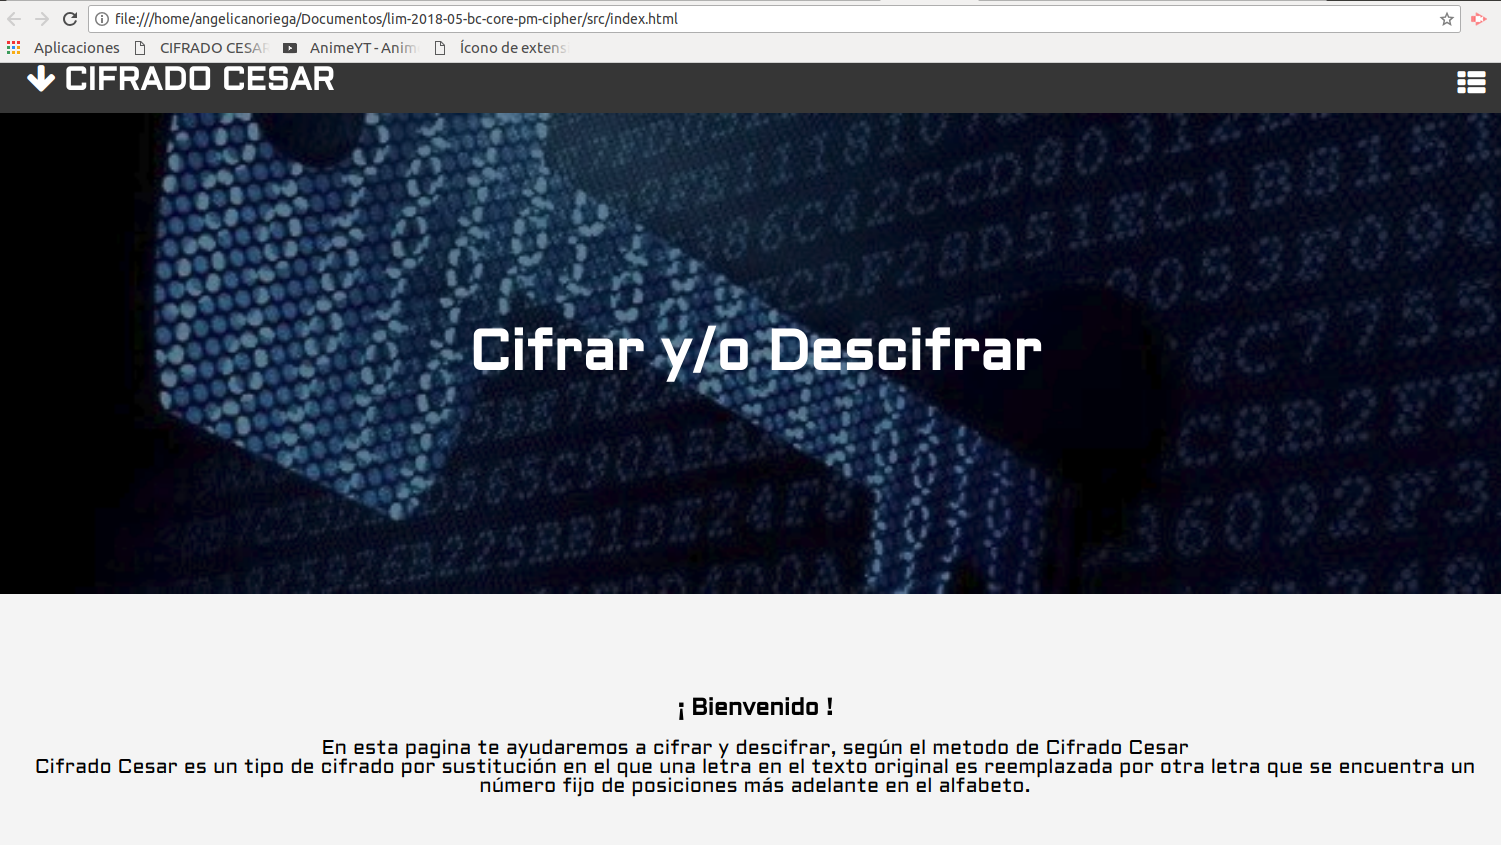 file:///home/angelicanoriega/Documentos/lim-2018-05-bc-core-pm-cipher/src/index.html
Aplicaciones CIFRADO CESAR AnimeYT - Anim Ícono de extens
CIFRADO CESAR
Cifrar y/o Descifrar
¡ Bienvenido !
En esta pagina te ayudaremos a cifrar y descifrar, según el metodo de Cifrado Cesar
Cifrado Cesar es un tipo de cifrado por sustitución en el que una letra en el texto original es reemplazada por otra letra que se encuentra un
número fijo de posiciones más adelante en el alfabeto.